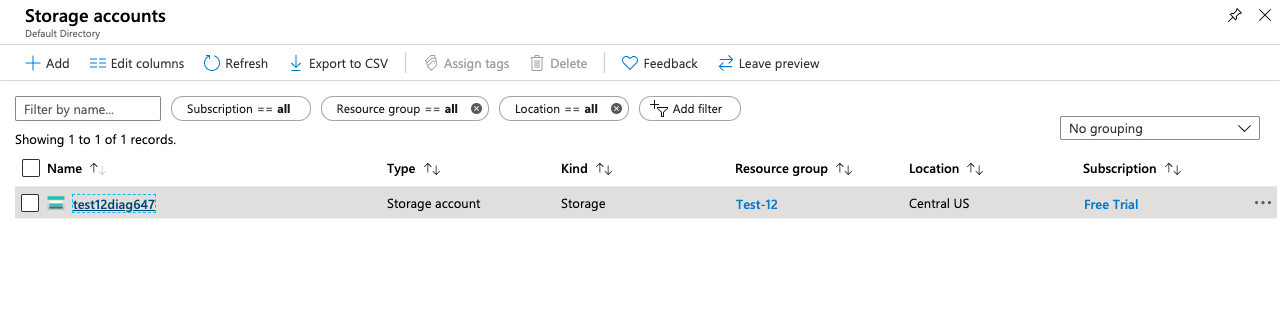 Storage accounts
Default Directory
Add Edit columns Refresh Export to CSV Assign tags Delete Feedback Leave preview
Filter by name... Subscription == all Resource group == all Location == all Add filter
No grouping
Showing 1 to 1 of 1 records.
Name Type Kind Resource group Location Subscription
test12diag647 Storage account Storage Test-12 Central US Free Trial